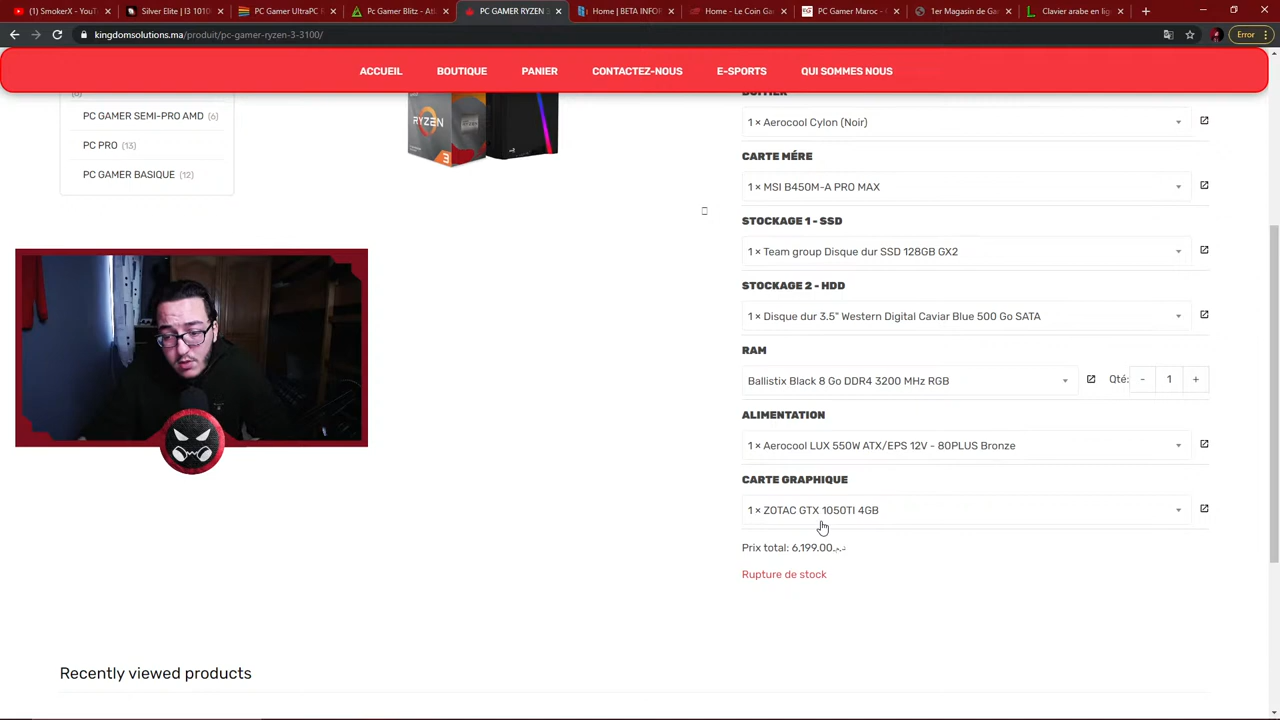 (1) SmokerX - YouT
Silver Elite | I3 1010
PC Gamer UltraPC R
PC Gamer Blitz - Atl
PC GAMER RYZEN
Home | BETA INFOR
Home - Le Coin Ga
PC Gamer Maroc -
1er Magasin de Ga
Clavier arabe en lig
kingdomsolutions.ma/produit/pc-gamer-ryzen-3-3100/
Error
ACCUEIL
BOUTIQUE
PANIER
CONTACTEZ-NOUS
E-SPORTS
QUI SOMMES NOUS
PC GAMER SEMI-PRO AMD (6)
PC PRO (13)
PC GAMER BASIQUE (12)
RYZEN
3
BOITIER
1 × Aerocool Cylon (Noir)
CARTE MÉRE
1 × MSI B450M-A PRO MAX
STOCKAGE 1 - SSD
1 × Team group Disque dur SSD 128GB GX2
STOCKAGE 2 - HDD
1 × Disque dur 3.5" Western Digital Caviar Blue 500 Go SATA
RAM
Ballistix Black 8 Go DDR4 3200 MHz RGB
Qté: - 1 +
ALIMENTATION
1 × Aerocool LUX 550W ATX/EPS 12V - 80PLUS Bronze
CARTE GRAPHIQUE
1 × ZOTAC GTX 1050TI 4GB
Prix total: 6,199.00 د.م.
Rupture de stock
Recently viewed products